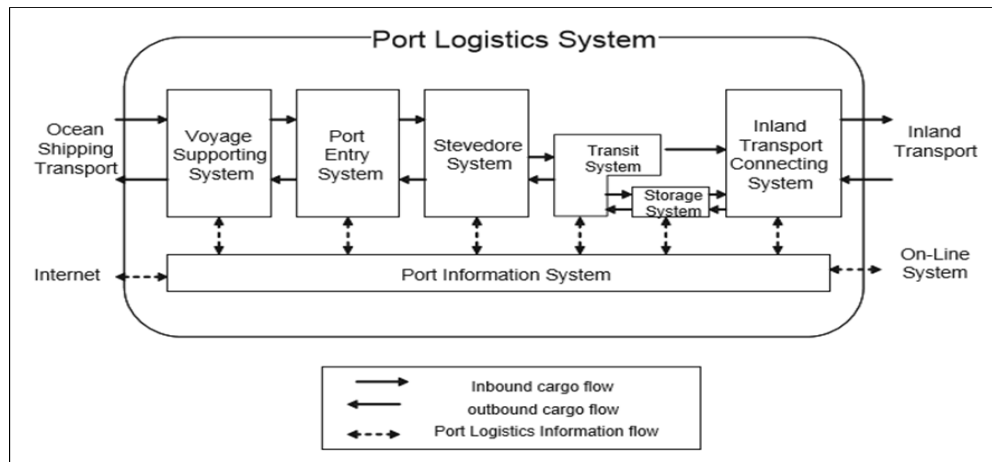 Port Logistics System
Ocean
Shipping
Transport
Voyage
Supporting
System
Port
Entry
System
Stevedore
System
Transit
System
Storage
System
Inland
Transport
Connecting
System
Inland
Transport
Internet
Port Information System
On-Line
System
Inbound cargo flow
outbound cargo flow
Port Logistics Information flow